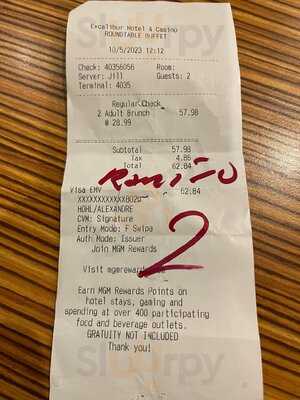 Excalibur Hotel & Casino
ROUNDTABLE BUFFET
10/5/2023 12:12
Check: 40356056 Room:
Server: Jill Guests: 2
Terminal: 4035
Regular Check
2 Adult Brunch 57.98
@ 28.99
Subtotal 57.98
Tax 4.86
Total 62.84
Visa EMV 62.84
XXXXXXXXXXXX8020
HOHL/ALEXANDRE
CVM: Signature
Entry Mode: F Swipe
Auth Mode: Issuer
Join MGM Rewards
2
Visit
Earn MGM Rewards Points on
hotel stays, gaming and
spending at over 400 participating
food and beverage outlets.
GRATUITY NOT INCLUDED
Thank you!